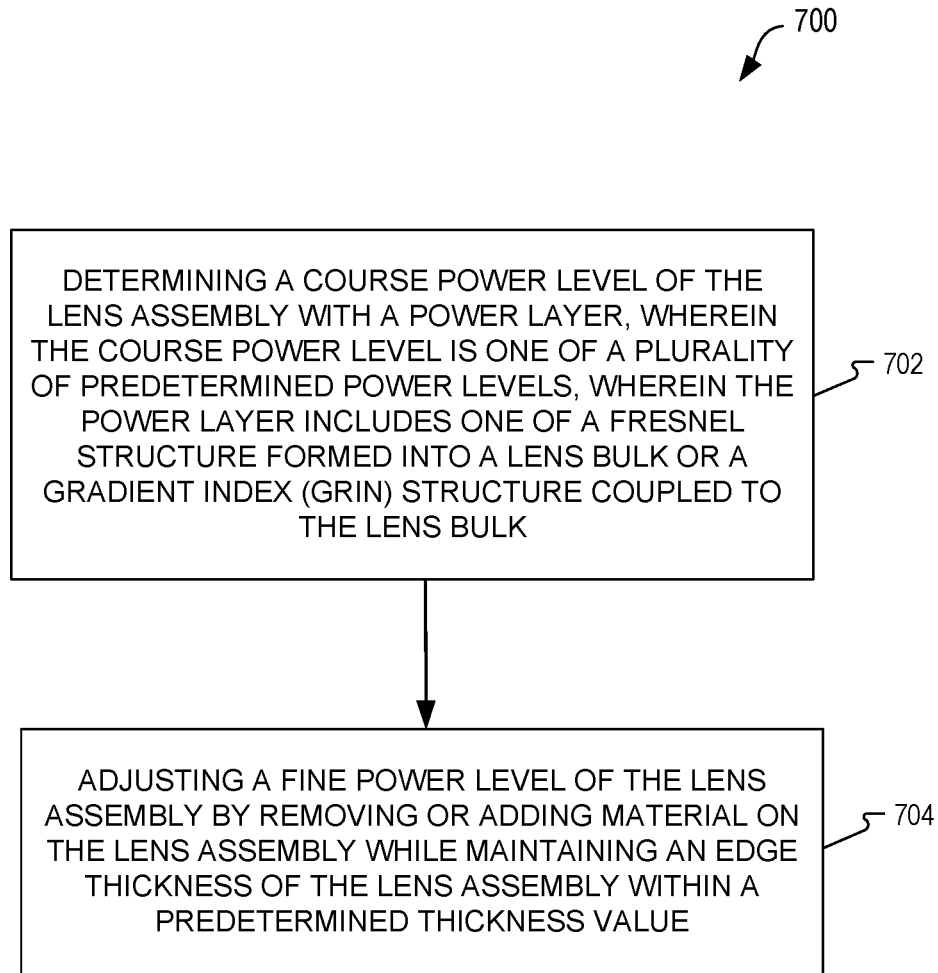 700
DETERMINING A COURSE POWER LEVEL OF THE
LENS ASSEMBLY WITH A POWER LAYER, WHEREIN
THE COURSE POWER LEVEL IS ONE OF A PLURALITY
OF PREDETERMINED POWER LEVELS, WHEREIN THE
POWER LAYER INCLUDES ONE OF A FRESNEL
STRUCTURE FORMED INTO A LENS BULK OR A
GRADIENT INDEX (GRIN) STRUCTURE COUPLED TO
THE LENS BULK
702
ADJUSTING A FINE POWER LEVEL OF THE LENS
ASSEMBLY BY REMOVING OR ADDING MATERIAL ON
THE LENS ASSEMBLY WHILE MAINTAINING AN EDGE
THICKNESS OF THE LENS ASSEMBLY WITHIN A
PREDETERMINED THICKNESS VALUE
704